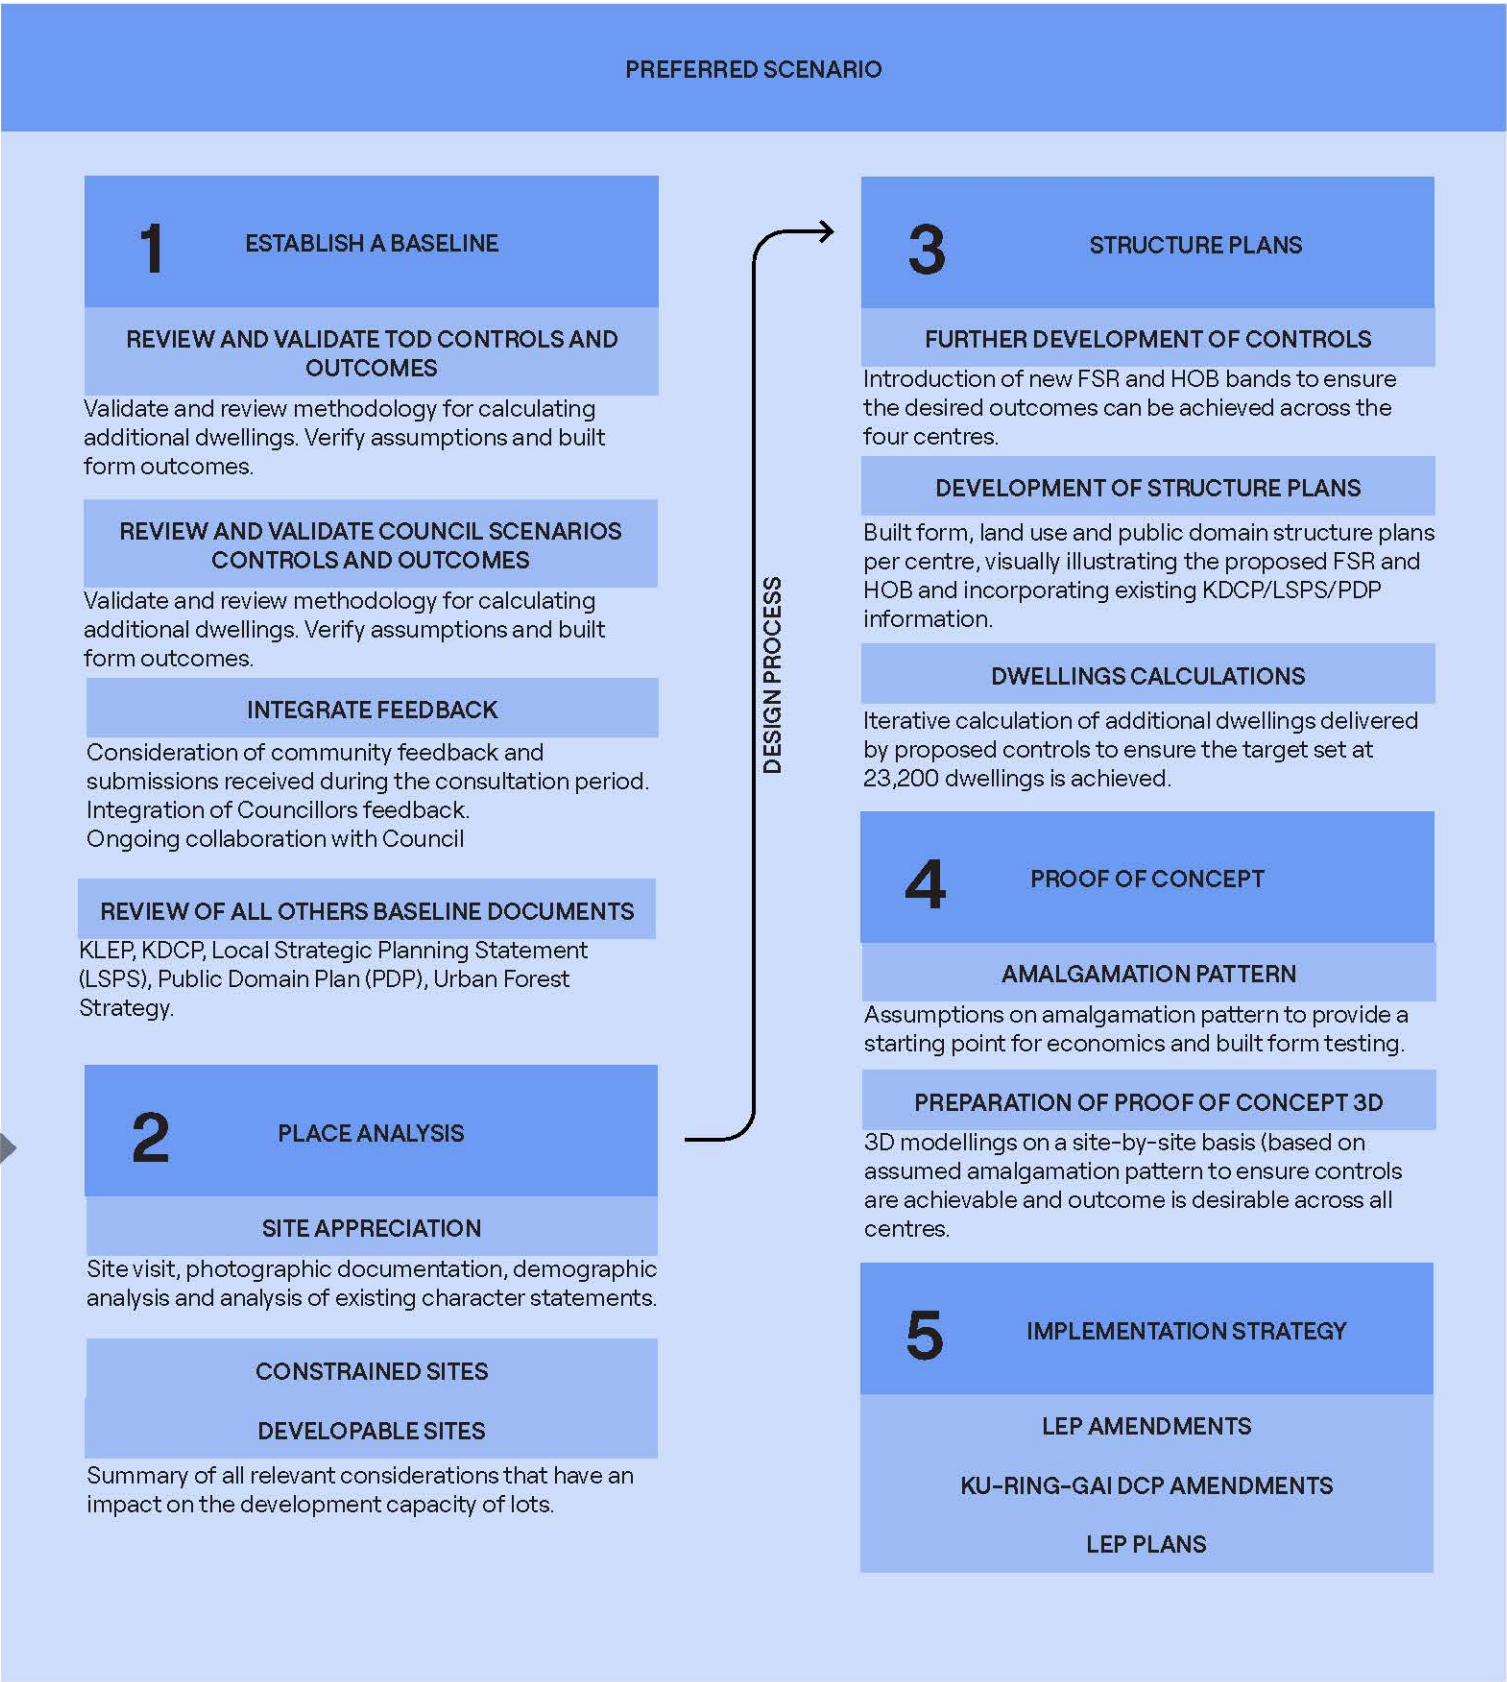 PREFERRED SCENARIO
1
ESTABLISH A BASELINE
REVIEW AND VALIDATE TOD CONTROLS AND
OUTCOMES
Validate and review methodology for calculating
additional dwellings. Verify assumptions and built
form outcomes.
REVIEW AND VALIDATE COUNCIL SCENARIOS
CONTROLS AND OUTCOMES
Validate and review methodology for calculating
additional dwellings. Verify assumptions and built
form outcomes.
INTEGRATE FEEDBACK
Consideration of community feedback and
submissions received during the consultation period.
Integration of Councillors feedback.
Ongoing collaboration with Council
REVIEW OF ALL OTHERS BASELINE DOCUMENTS
KLEP, KDCP, Local Strategic Planning Statement
(LSPS), Public Domain Plan (PDP), Urban Forest
Strategy.
2
PLACE ANALYSIS
SITE APPRECIATION
Site visit, photographic documentation, demographic
analysis and analysis of existing character statements.
CONSTRAINED SITES
DEVELOPABLE SITES
Summary of all relevant considerations that have an
impact on the development capacity of lots.
DESIGN PROCESS
3
STRUCTURE PLANS
FURTHER DEVELOPMENT OF CONTROLS
Introduction of new FSR and HOB bands to ensure
the desired outcomes can be achieved across the
four centres.
DEVELOPMENT OF STRUCTURE PLANS
Built form, land use and public domain structure plans
per centre, visually illustrating the proposed FSR and
HOB and incorporating existing KDCP/LSPS/PDP
information.
DWELLINGS CALCULATIONS
Iterative calculation of additional dwellings delivered
by proposed controls to ensure the target set at
23,200 dwellings is achieved.
4
PROOF OF CONCEPT
AMALGAMATION PATTERN
Assumptions on amalgamation pattern to provide a
starting point for economics and built form testing.
PREPARATION OF PROOF OF CONCEPT 3D
3D modellings on a site-by-site basis (based on
assumed amalgamation pattern to ensure controls
are achievable and outcome is desirable across all
centres.
5
IMPLEMENTATION STRATEGY
LEP AMENDMENTS
KU-RING-GAI DCP AMENDMENTS
LEP PLANS